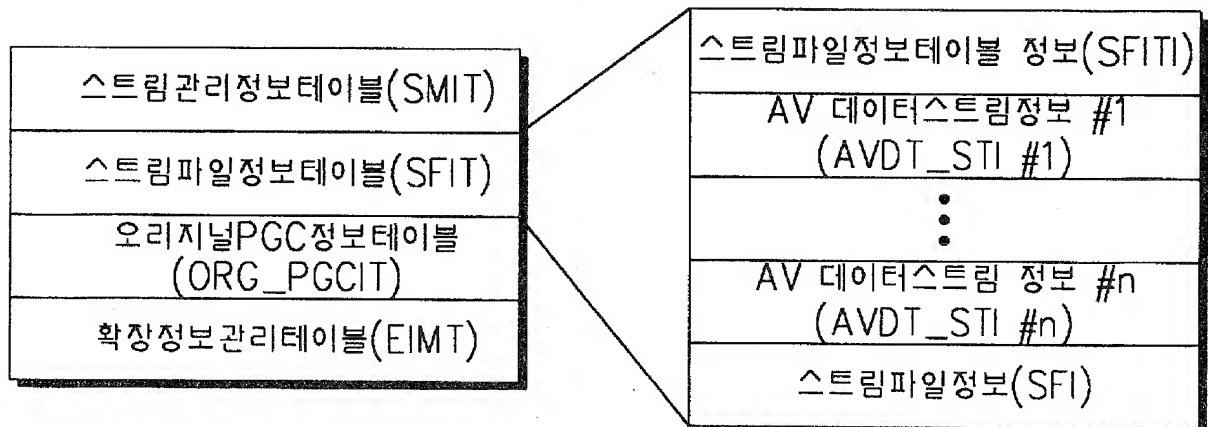 스트림관리정보테이블(SMIT)
스트림파일정보테이블(SFIT)
오리지널PGC정보테이블
(ORG_PGCIT)
확장정보관리테이블(EIMT)
스트림파일정보테이블 정보(SFITI)
AV 데이터스트림정보 #1
(AVDT_STI #1)
AV 데이터스트림 정보 #n
(AVDT_STI #n)
스트림파일정보(SFI)